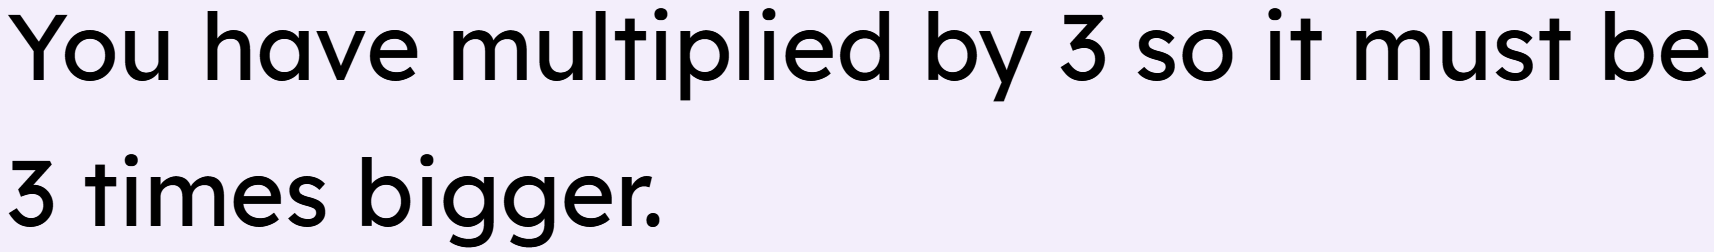 You have multiplied by 3 so it must be
3 times bigger.